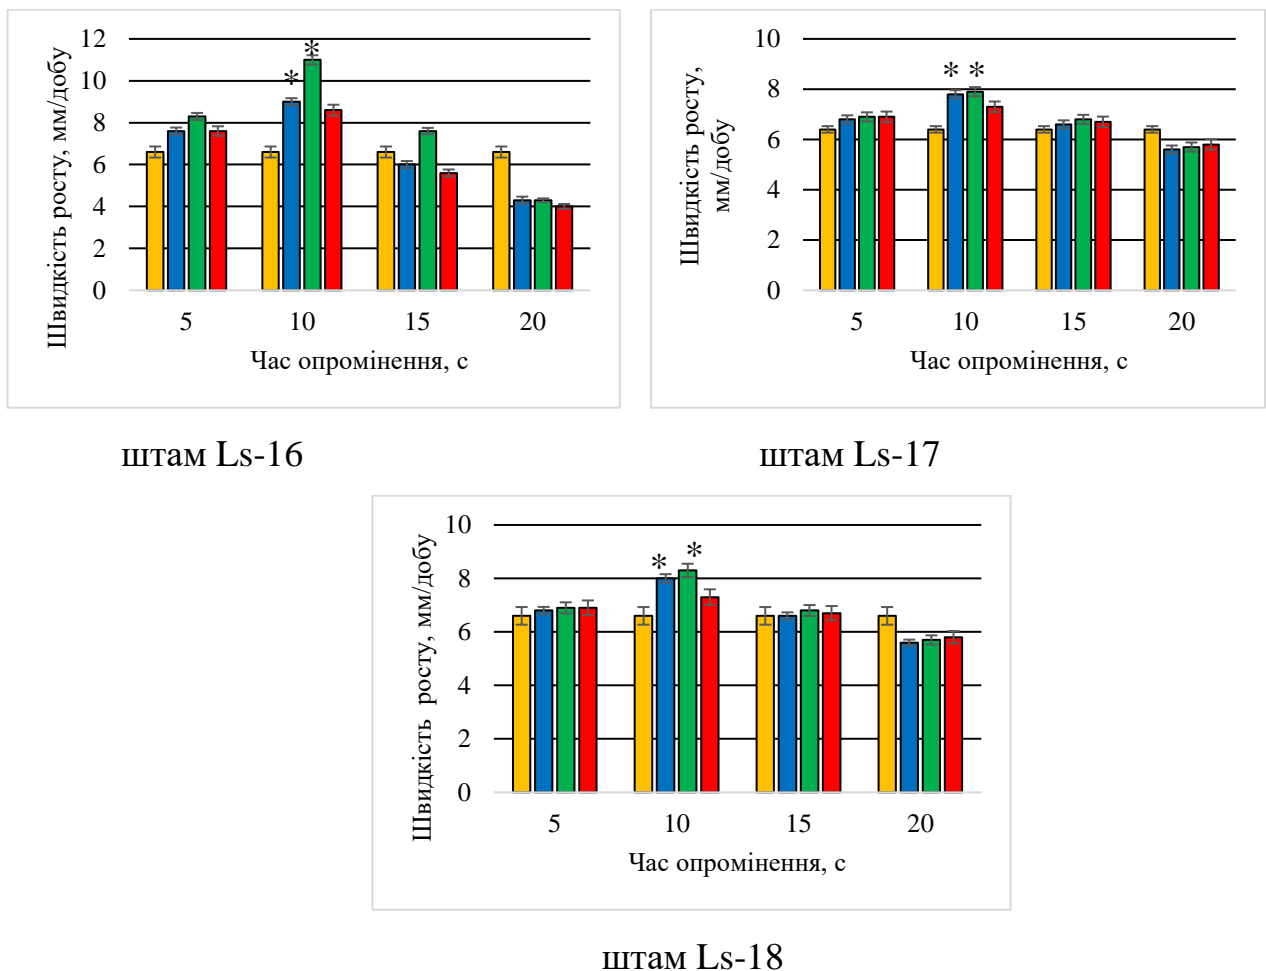 Швидкість росту, мм/добу
12
10
8
6
4
2
0
* *
5 10 15 20
Час опромінення, с
штам Ls-16
Швидкість росту,
мм/добу
10
8
6
4
2
0
* *
5 10 15 20
Час опромінення, с
штам Ls-17
Швидкість росту, мм/добу
10
8
6
4
2
0
* *
5 10 15 20
Час опромінення, с
штам Ls-18